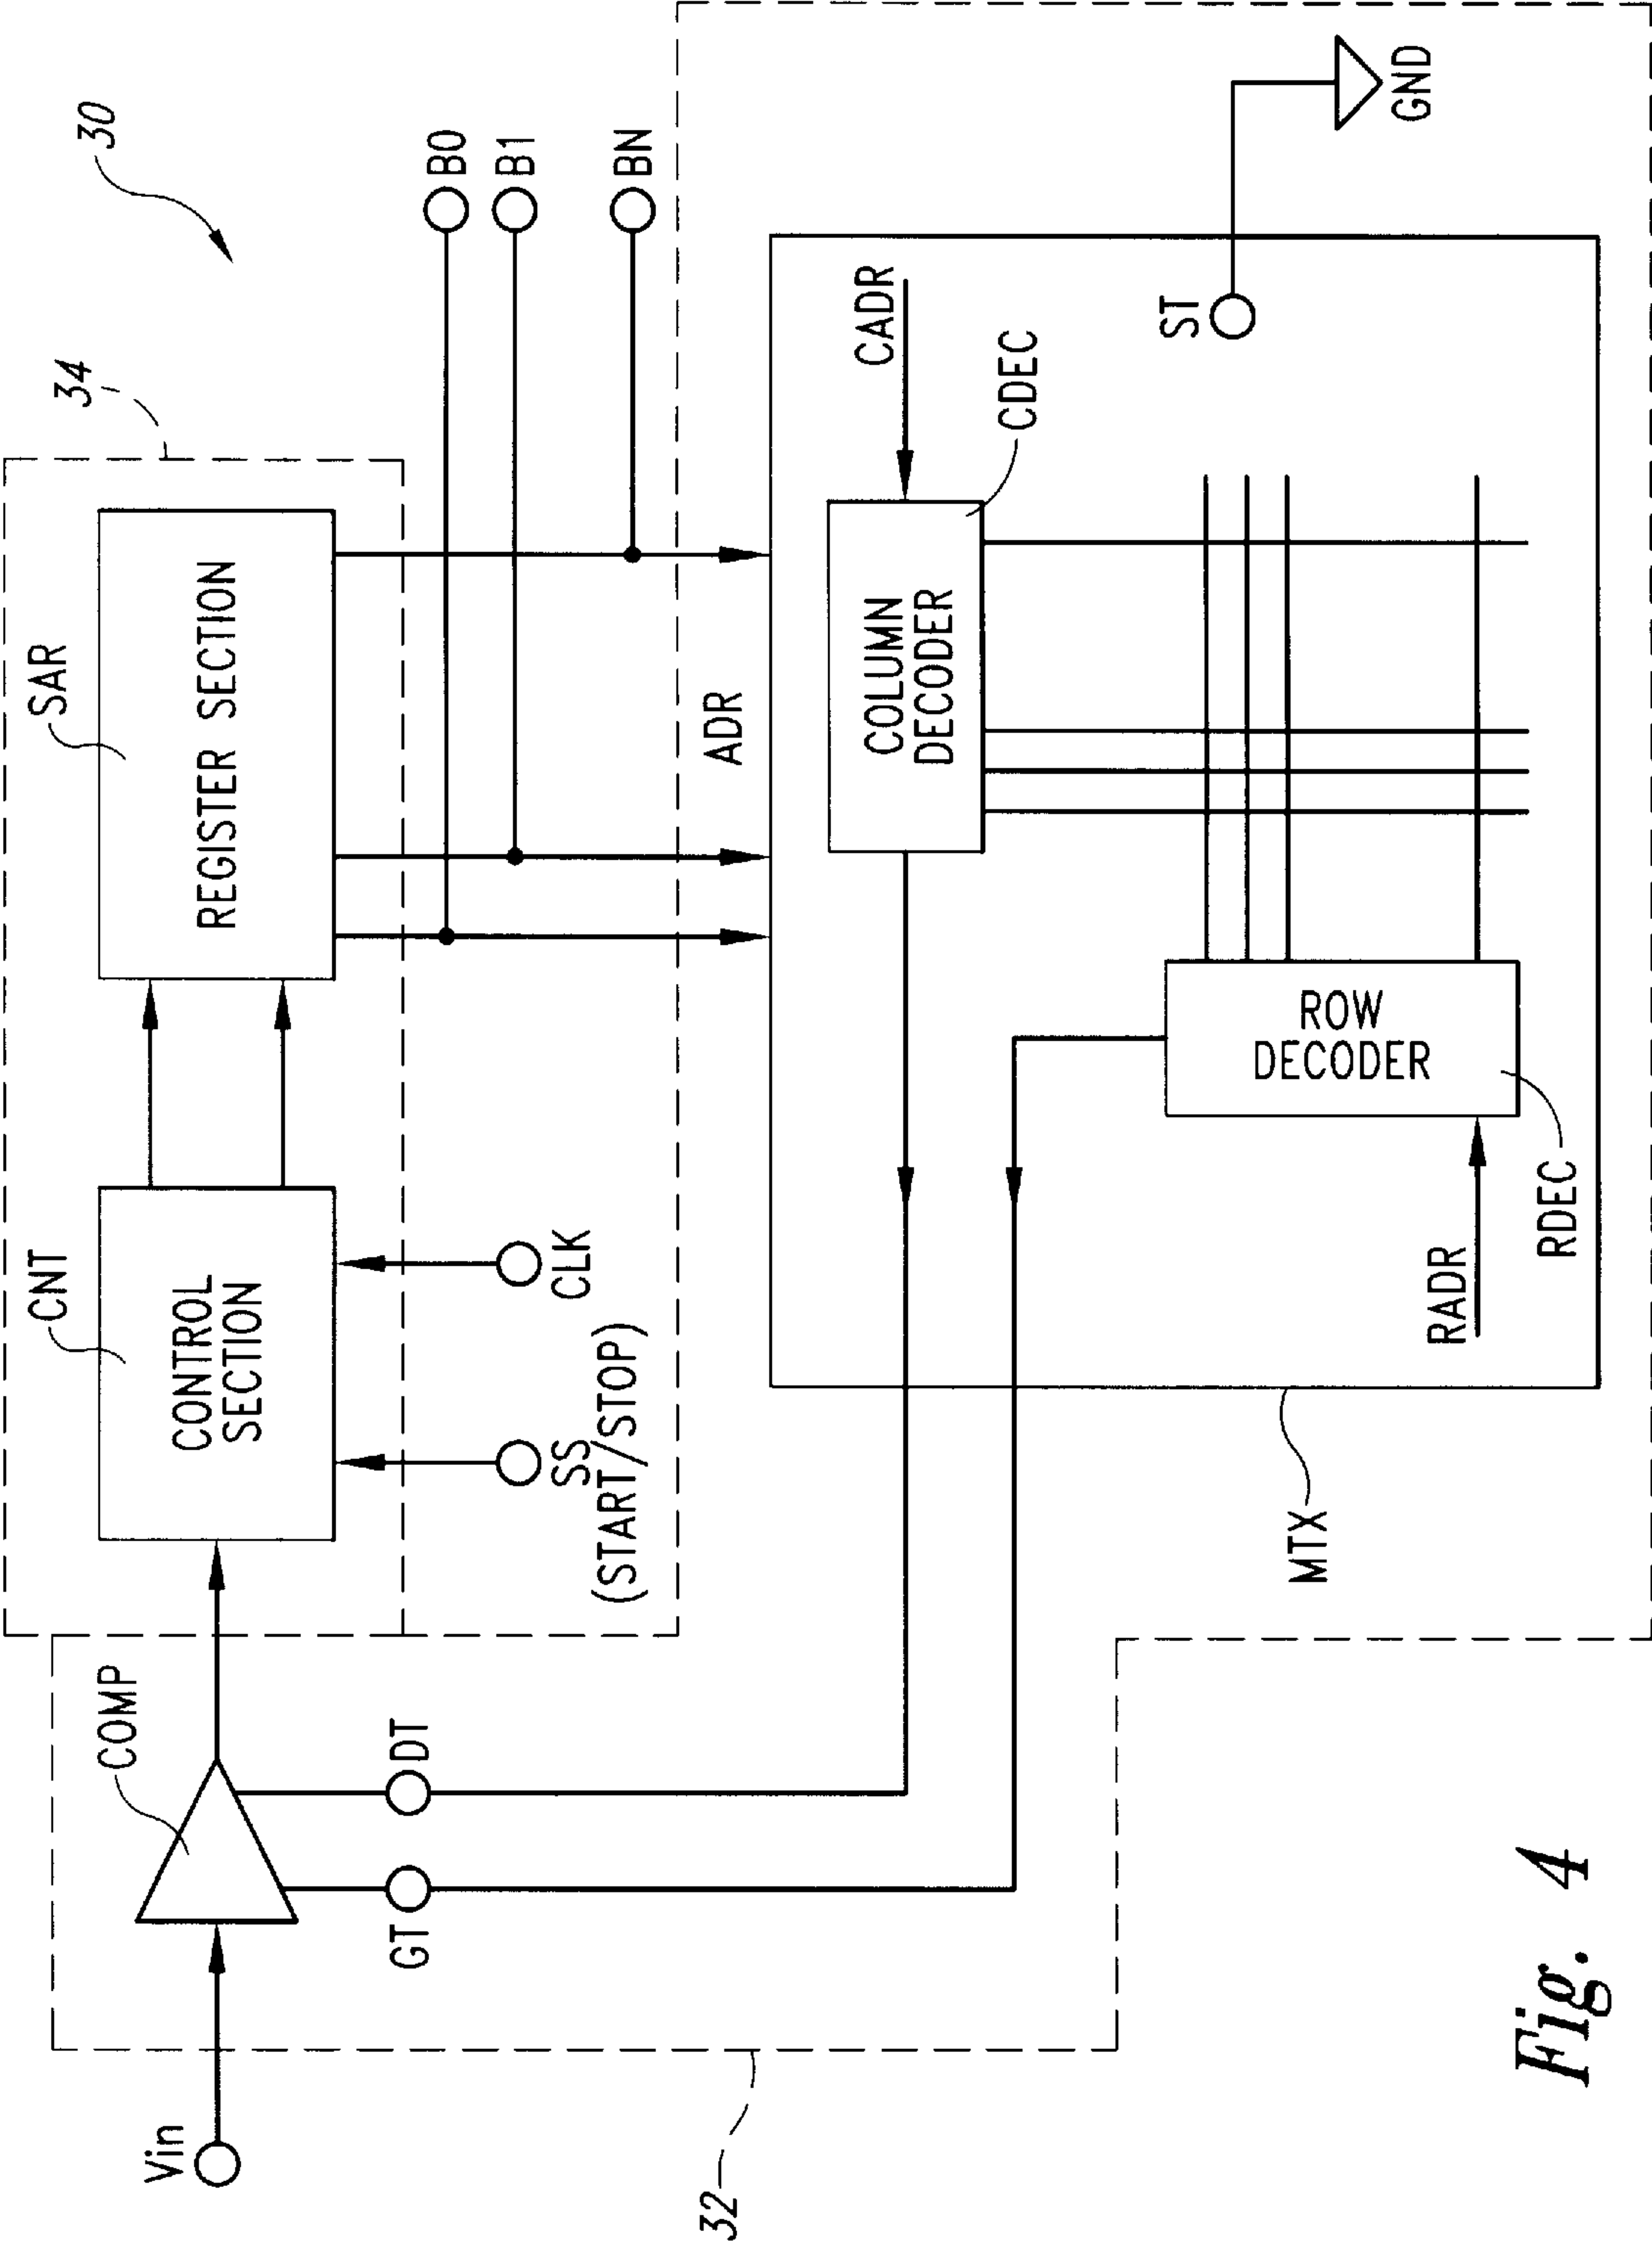 30
34
SAR
REGISTER SECTION
CNT
CONTROL
SECTION
COMP
Vin
B0
B1
BN
CLK
SS
(START/STOP)
DT
GT
ADR
CADR
COLUMN
DECODER
CDEC
ST
GND
ROW
DECODER
RDEC
RADR
MTX
32
Fig. 4